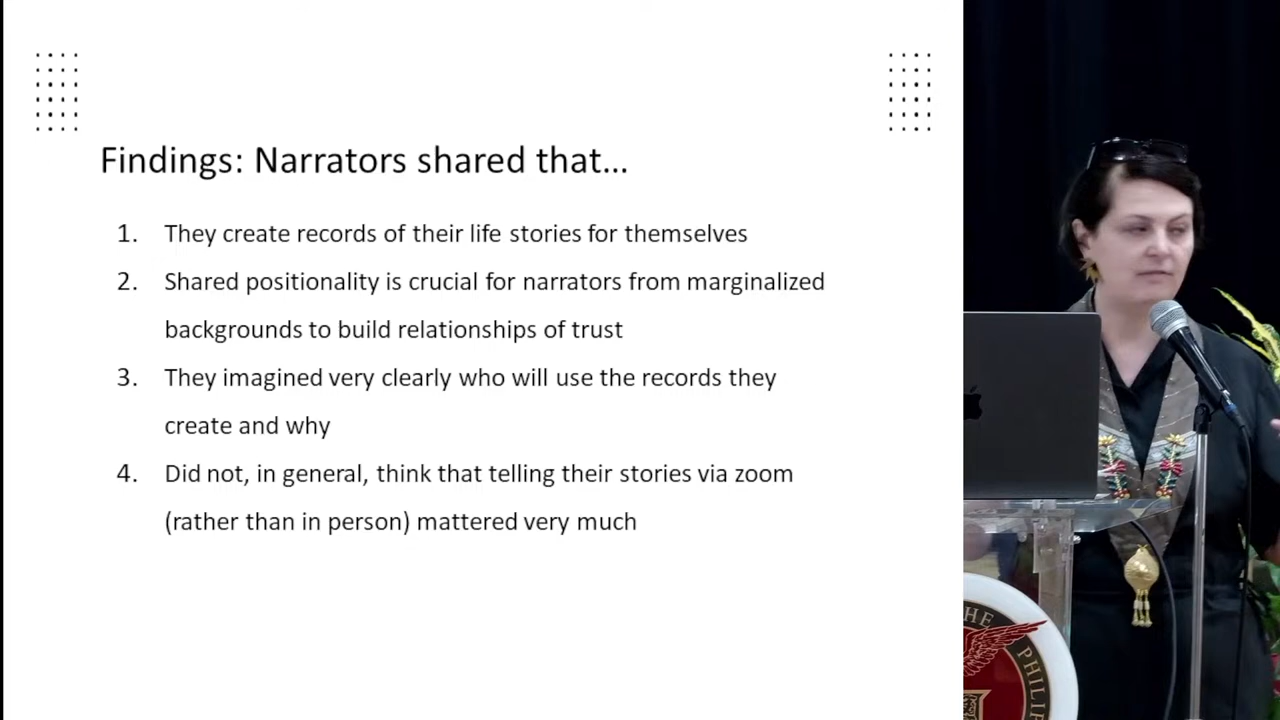 Findings: Narrators shared that...
1. They create records of their life stories for themselves
2. Shared positionality is crucial for narrators from marginalized
backgrounds to build relationships of trust
3. They imagined very clearly who will use the records they
create and why
4. Did not, in general, think that telling their stories via zoom
(rather than in person) mattered very much
HE
PHILI